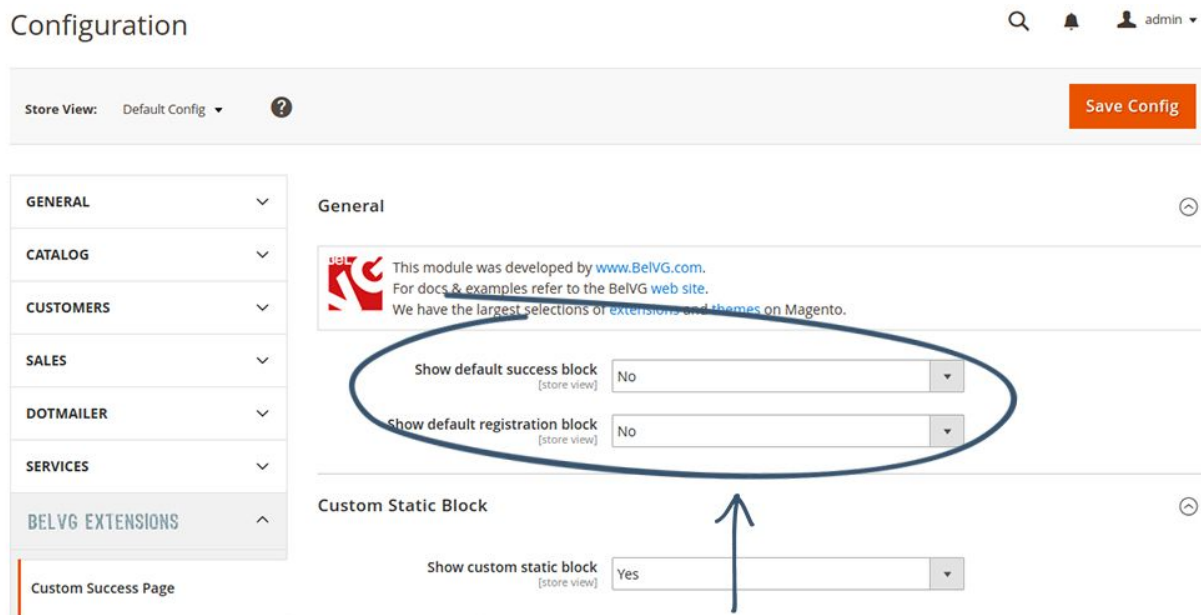 Configuration
admin
Store View: Default Config
?
Save Config
GENERAL
CATALOG
CUSTOMERS
SALES
DOTMAILER
SERVICES
BELVG EXTENSIONS
Custom Success Page
General
BelVG
This module was developed by www.BelVG.com.
For docs & examples refer to the BelVG web site.
We have the largest selections of extensions and themes on Magento.
Show default success block
[store view]
No
Show default registration block
[store view]
No
Custom Static Block
Show custom static block
[store view]
Yes